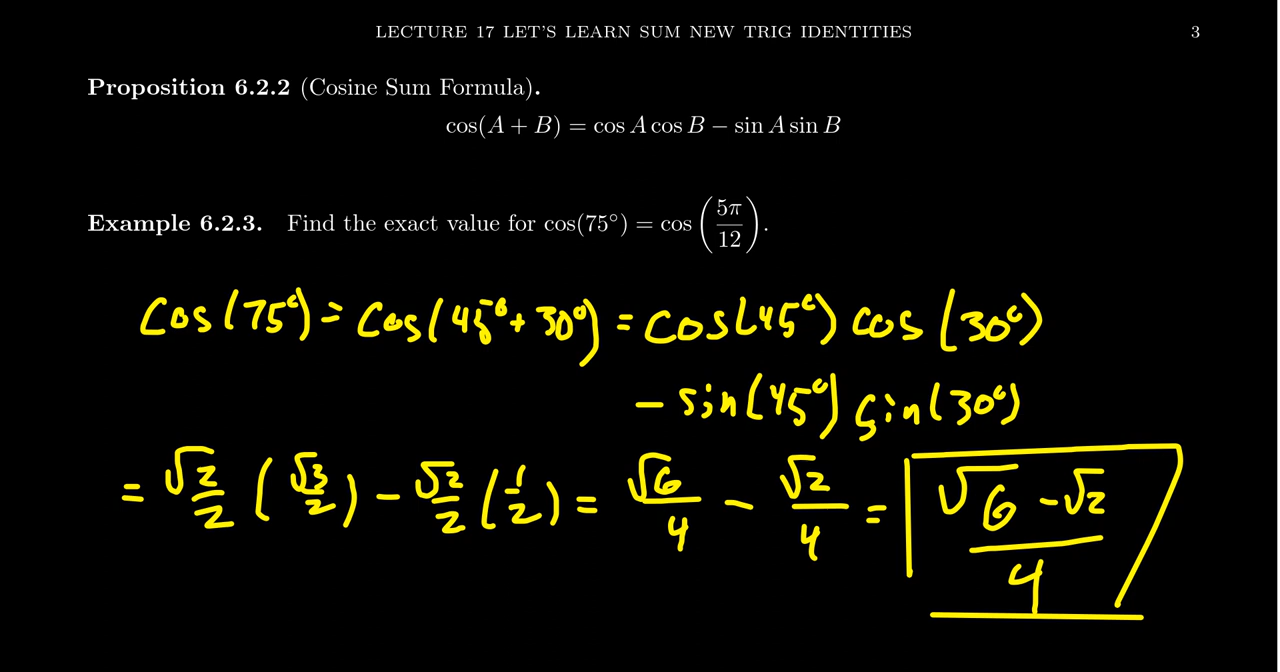 LECTURE 17 LET'S LEARN SUM NEW TRIG IDENTITIES 3
Proposition 6.2.2 (Cosine Sum Formula).
cos(A + B) = cos A cos B − sin A sin B
Example 6.2.3. Find the exact value for cos(75°) = cos(5π/12).
cos(75°) = cos(45° + 30°) = cos(45°) cos(30°)
− sin(45°) sin(30°)
= √2/2 (√3/2) − √2/2 (1/2) = √6/4 − √2/4 = (√6 − √2)/4